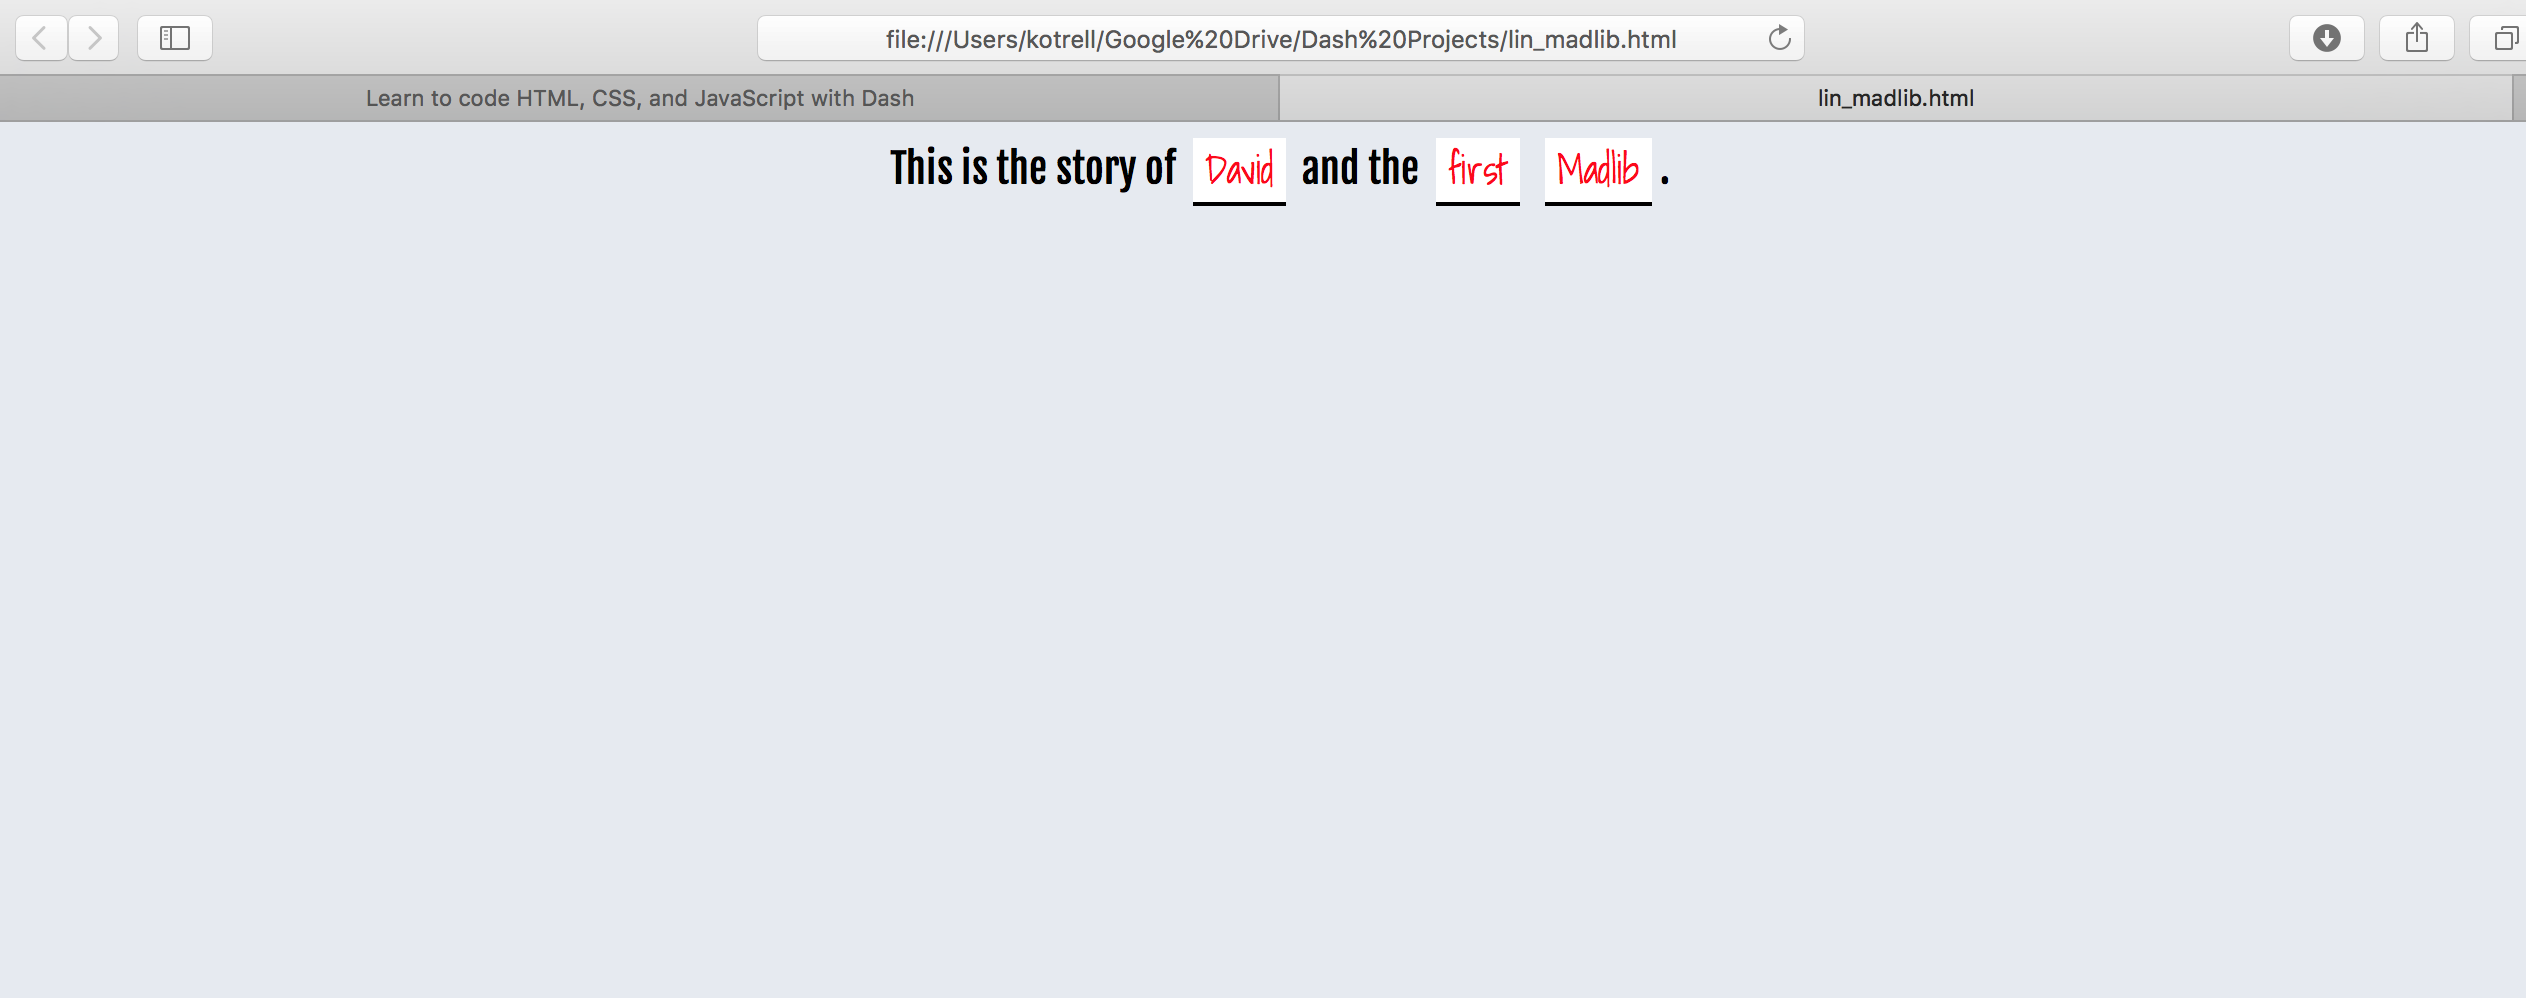 file:///Users/kotrell/Google%20Drive/Dash%20Projects/lin_madlib.html
Learn to code HTML, CSS, and JavaScript with Dash
lin_madlib.html
This is the story of David and the first Madlib .